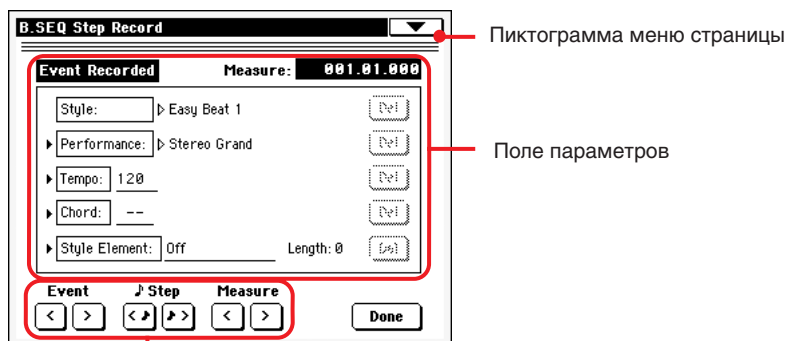 B.SEQ Step Record
Пиктограмма меню страницы
Event Recorded Measure: 001.01.000
Style: Easy Beat 1 Del
Performance: Stereo Grand Del
Поле параметров
Tempo: 120 Del
Chord: -- Del
Style Element: Off Length: 0
Event Step Measure
Done